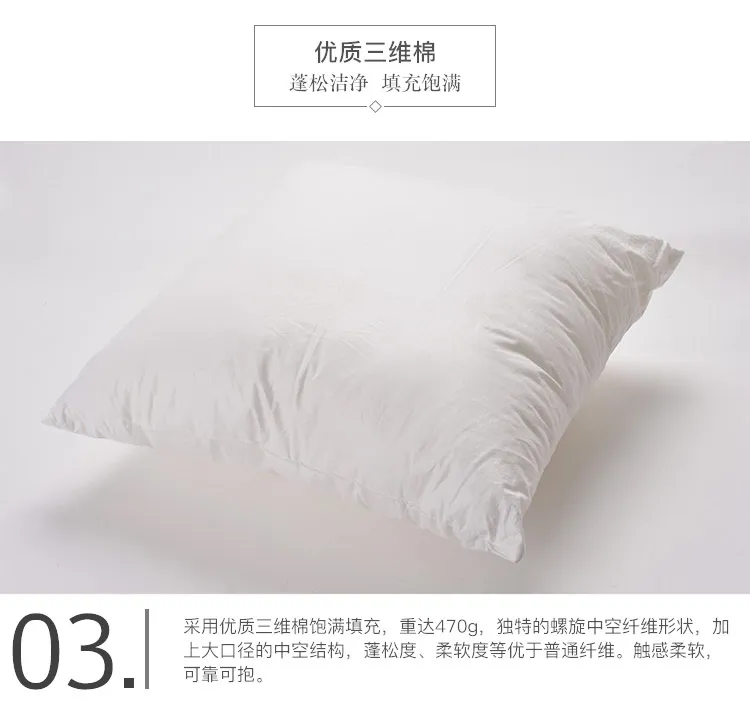 优质三维棉
蓬松洁净 填充饱满
03.
采用优质三维棉饱满填充，重达470g，独特的螺旋中空纤维形状，加
上大口径的中空结构，蓬松度、柔软度等优于普通纤维。触感柔软，
可靠可抱。